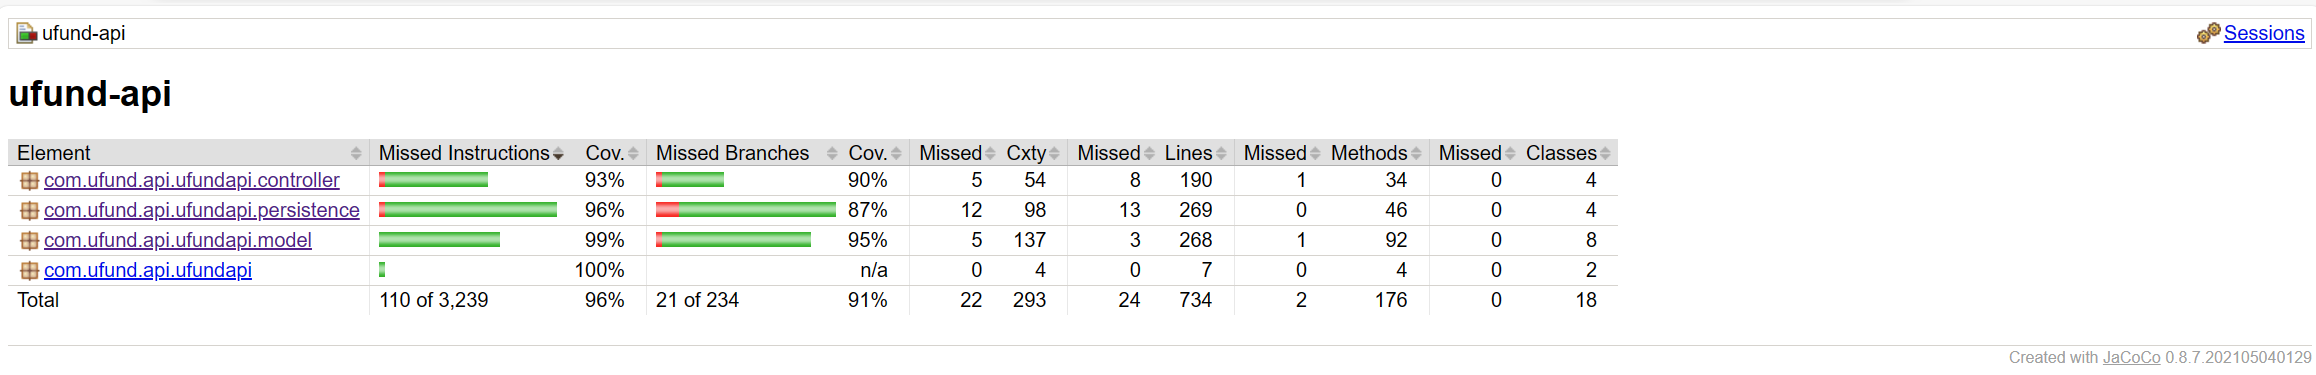 ufund-api Sessions
ufund-api
Element Missed Instructions Cov. Missed Branches Cov. Missed Cxty Missed Lines Missed Methods Missed Classes
com.ufund.api.ufundapi.controller 93% 90% 5 54 8 190 1 34 0 4
com.ufund.api.ufundapi.persistence 96% 87% 12 98 13 269 0 46 0 4
com.ufund.api.ufundapi.model 99% 95% 5 137 3 268 1 92 0 8
com.ufund.api.ufundapi 100% n/a 0 4 0 7 0 4 0 2
Total 110 of 3,239 96% 21 of 234 91% 22 293 24 734 2 176 0 18
Created with JaCoCo 0.8.7.202105040129